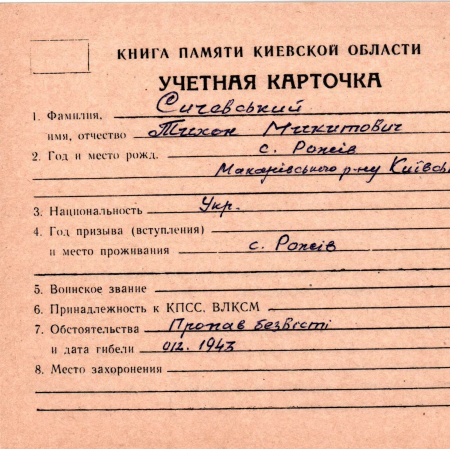 КНИГА ПАМЯТИ КИЕВСКОЙ ОБЛАСТИ
УЧЕТНАЯ КАРТОЧКА
1. Фамилия, Сичевський
имя, отчество Тихон Микитович
2. Год и место рожд. с. Рожів
Макарівського р-ну Київськ
3. Национальность Укр.
4. Год призыва (вступления)
и место проживания с. Рожів
5. Воинское звание
6. Принадлежность к КПСС. ВЛКСМ
7. Обстоятельства Пропав безвісті
и дата гибели 012. 1943
8. Место захоронения